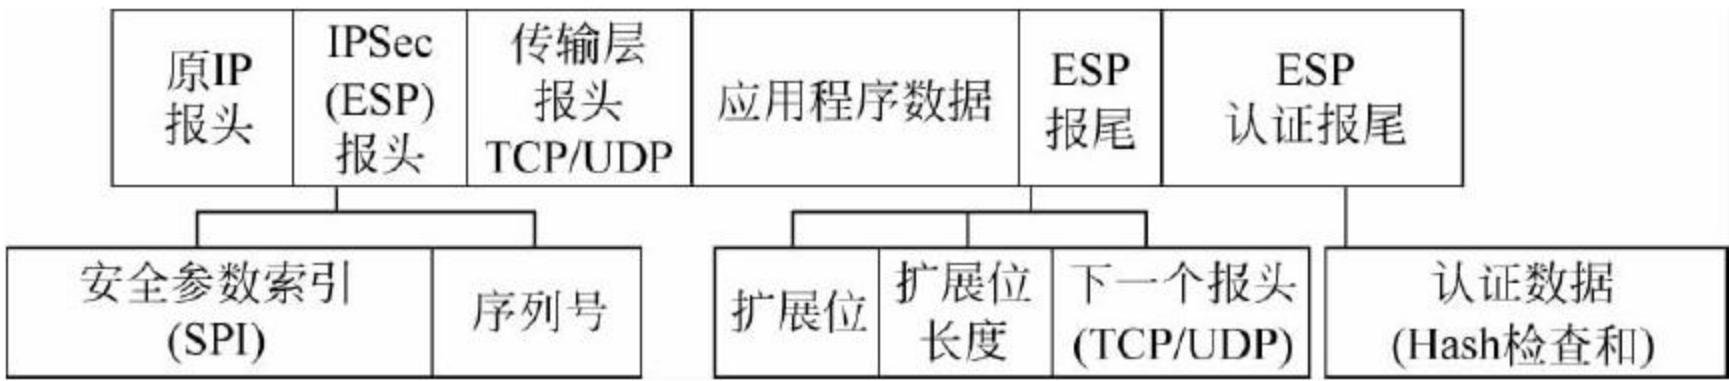 原IP
报头
IPSec
(ESP)
报头
传输层
报头
TCP/UDP
应用程序数据
ESP
报尾
ESP
认证报尾
安全参数索引
(SPI)
序列号
扩展位
扩展位
长度
下一个报头
(TCP/UDP)
认证数据
(Hash检查和)